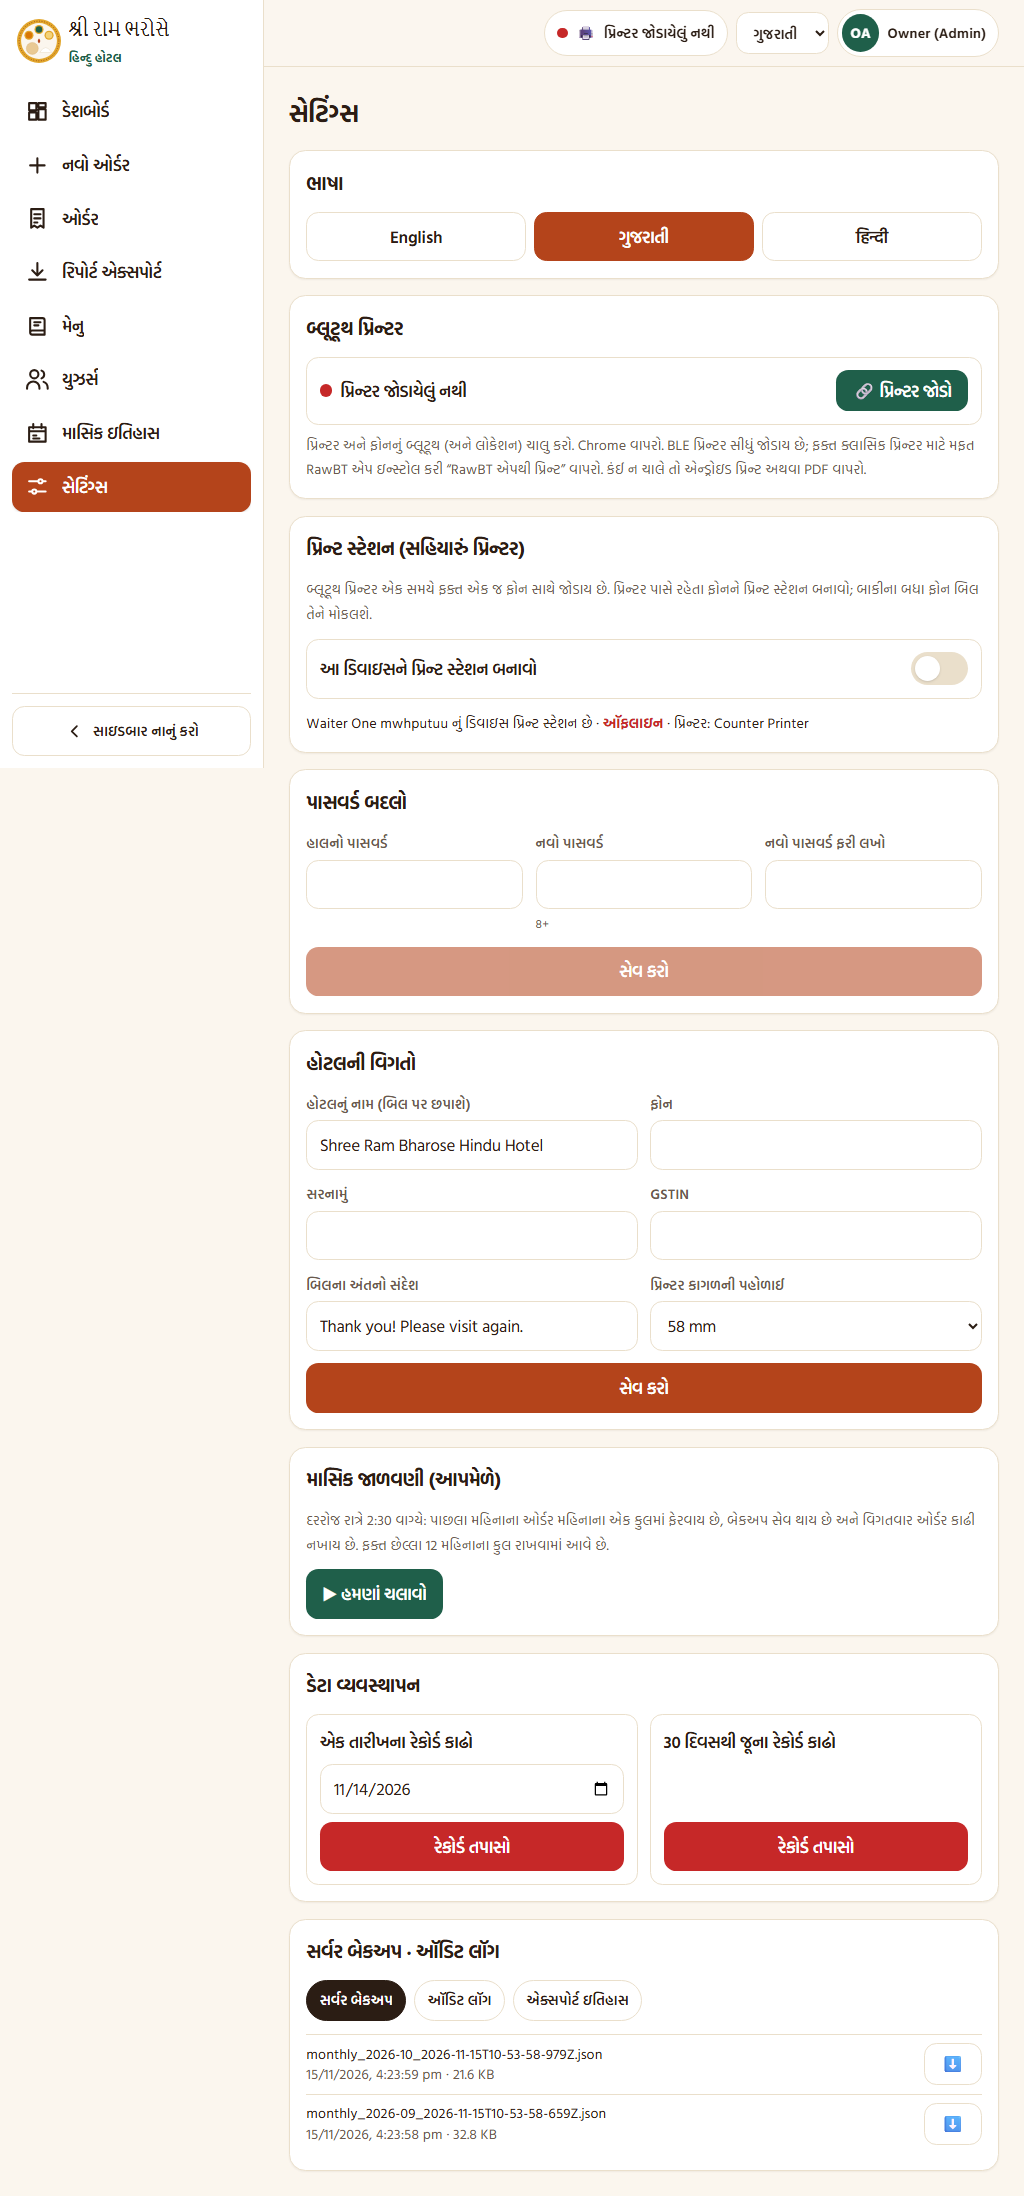 શ્રી રામ ભરોસે
હિન્દુ હોટલ
પ્રિન્ટર જોડાયેલું નથી
ગુજરાતી
OA
Owner (Admin)
ડેશબોર્ડ
નવો ઓર્ડર
ઓર્ડર
રિપોર્ટ એક્સપોર્ટ
મેનુ
યુઝર્સ
માસિક ઇતિહાસ
સેટિંગ્સ
સાઇડબાર નાનું કરો
સેટિંગ્સ
ભાષા
English
ગુજરાતી
हिन्दी
બ્લૂટૂથ પ્રિન્ટર
પ્રિન્ટર જોડાયેલું નથી
પ્રિન્ટર જોડો
પ્રિન્ટર અને ફોનનું બ્લૂટૂથ (અને લોકેશન) ચાલુ કરો. Chrome વાપરો. BLE પ્રિન્ટર સીધું જોડાય છે; ફક્ત ક્લાસિક પ્રિન્ટર માટે મફત
RawBT એપ ઇન્સ્ટોલ કરી “RawBT એપથી પ્રિન્ટ” વાપરો. કંઈ ન ચાલે તો એન્ડ્રોઇડ પ્રિન્ટ અથવા PDF વાપરો.
પ્રિન્ટ સ્ટેશન (સહિયારું પ્રિન્ટર)
બ્લૂટૂથ પ્રિન્ટર એક સમયે ફક્ત એક જ ફોન સાથે જોડાય છે. પ્રિન્ટર પાસે રહેતા ફોનને પ્રિન્ટ સ્ટેશન બનાવો; બાકીના બધા ફોન બિલ
તેને મોકલશે.
આ ડિવાઇસને પ્રિન્ટ સ્ટેશન બનાવો
Waiter One mwhputuu નું ડિવાઇસ પ્રિન્ટ સ્ટેશન છે · ઑફલાઇન · પ્રિન્ટર: Counter Printer
પાસવર્ડ બદલો
હાલનો પાસવર્ડ
નવો પાસવર્ડ
નવો પાસવર્ડ ફરી લખો
8+
સેવ કરો
હોટલની વિગતો
હોટલનું નામ (બિલ પર છપાશે)
ફોન
Shree Ram Bharose Hindu Hotel
સરનામું
GSTIN
બિલના અંતનો સંદેશ
પ્રિન્ટર કાગળની પહોળાઈ
Thank you! Please visit again.
58 mm
સેવ કરો
માસિક જાળવણી (આપમેળે)
દરરોજ રાત્રે 2:30 વાગ્યે: પાછલા મહિનાના ઓર્ડર મહિનાના એક કુલમાં ફેરવાય છે, બેકઅપ સેવ થાય છે અને વિગતવાર ઓર્ડર કાઢી
નખાય છે. ફક્ત છેલ્લા 12 મહિનાના કુલ રાખવામાં આવે છે.
▶ હમણાં ચલાવો
ડેટા વ્યવસ્થાપન
એક તારીખના રેકોર્ડ કાઢો
30 દિવસથી જૂના રેકોર્ડ કાઢો
11/14/2026
રેકોર્ડ તપાસો
રેકોર્ડ તપાસો
સર્વર બેકઅપ · ઑડિટ લૉગ
સર્વર બેકઅપ
ઑડિટ લૉગ
એક્સપોર્ટ ઇતિહાસ
monthly_2026-10_2026-11-15T10-53-58-979Z.json
15/11/2026, 4:23:59 pm · 21.6 KB
monthly_2026-09_2026-11-15T10-53-58-659Z.json
15/11/2026, 4:23:58 pm · 32.8 KB